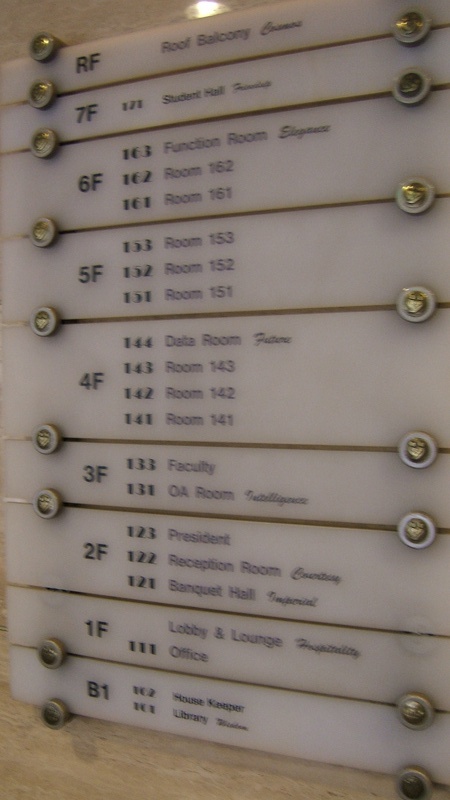 RF Roof Balcony Cosmos
7F 171 Student Hall
6F 163 Function Room Elegance
162 Room 162
161 Room 161
5F 153 Room 153
152 Room 152
151 Room 151
4F 144 Data Room Future
143 Room 143
142 Room 142
141 Room 141
3F 133 Faculty
131 OA Room Intelligence
2F 123 President
122 Reception Room Courtesy
121 Banquet Hall Imperial
1F Lobby & Lounge Hospitality
111 Office
B1 102 House Keeper
101 Library Wisdom